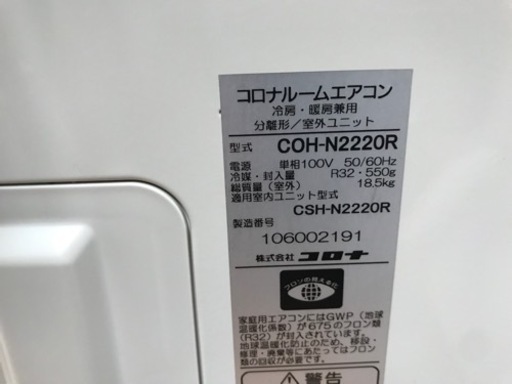 コロナルームエアコン
冷房・暖房兼用
分離形/室外ユニット
型式 COH-N2220R
電源 単相100V 50/60Hz
冷媒・封入量 R32・550g
総質量(室外) 18.5kg
適用室内ユニット型式
CSH-N2220R
製造番号
106002191
株式会社 コロナ
フロンの見える化
家庭用エアコンにはGWP(地球
温暖化係数)が675のフロン類
(R32)が封入されています。
地球温暖化防止のため、移設・
修理・廃棄等にあたってはフロン
類の回収が必要です。
警告